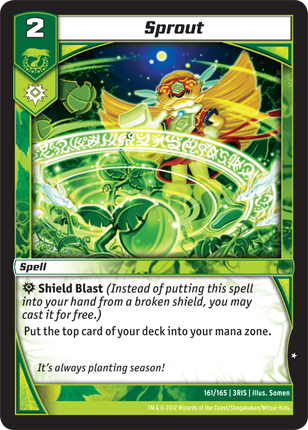 2
Sprout
Spell
Shield Blast (Instead of putting this spell
into your hand from a broken shield, you may
cast it for free.)
Put the top card of your deck into your mana zone.
It's always planting season!
161/165 | 3RIS | illus. Somen
TM & © 2012 Wizards of the Coast/Shogakukan/Mitsui-Kids